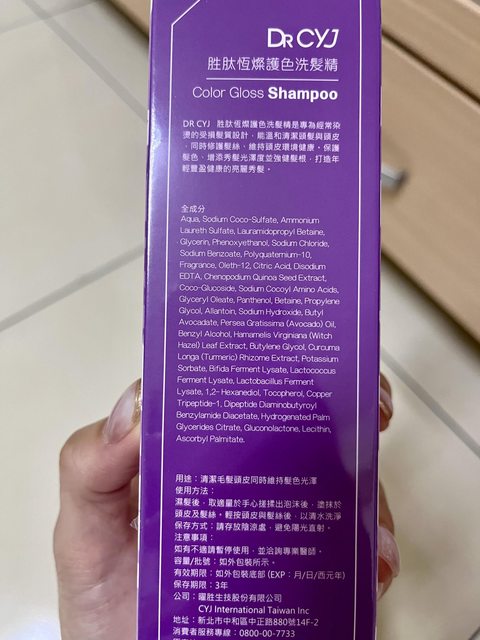 DR CYJ
胜肽恆燦護色洗髮精
Color Gloss Shampoo
DR CYJ 胜肽恆燦護色洗髮精是專為經常染
燙的受損髮質設計，能溫和清潔頭髮與頭皮
，同時修護髮絲、維持頭皮環境健康。保護
髮色、增添秀髮光澤度並強健髮根，打造年
輕豐盈健康的亮麗秀髮。
全成分
Aqua, Sodium Coco-Sulfate, Ammonium
Laureth Sulfate, Lauramidopropyl Betaine,
Glycerin, Phenoxyethanol, Sodium Chloride,
Sodium Benzoate, Polyquaternium-10,
Fragrance, Oleth-12, Citric Acid, Disodium
EDTA, Chenopodium Quinoa Seed Extract,
Coco-Glucoside, Sodium Cocoyl Amino Acids,
Glyceryl Oleate, Panthenol, Betaine, Propylene
Glycol, Allantoin, Sodium Hydroxide, Butyl
Avocadate, Persea Gratissima (Avocado) Oil,
Benzyl Alcohol, Hamamelis Virginiana (Witch
Hazel) Leaf Extract, Butylene Glycol, Curcuma
Longa (Turmeric) Rhizome Extract, Potassium
Sorbate, Bifida Ferment Lysate, Lactococcus
Ferment Lysate, Lactobacillus Ferment
Lysate, 1,2- Hexanediol, Tocopherol, Copper
Tripeptide-1, Dipeptide Diaminobutyroyl
Benzylamide Diacetate, Hydrogenated Palm
Glycerides Citrate, Gluconolactone, Lecithin,
Ascorbyl Palmitate.
用途：清潔毛髮頭皮同時維持髮色光澤
使用方法：
濕髮後，取適量於手心搓揉出泡沫後，塗抹於
頭皮及髮絲。輕按頭皮與髮絲後，以清水洗淨
保存方式：請存放陰涼處，避免陽光直射。
注意事項：
如有不適請暫停使用，並洽詢專業醫師。
容量/批號：如外包裝所示。
有效期限：如外包裝底部 (EXP：月/日/西元年)
保存期限：3年
公司：曜胜生技股份有限公司
CYJ International Taiwan Inc
地址：新北市中和區中正路880號14F-2
消費者服務專線：0800-00-7733